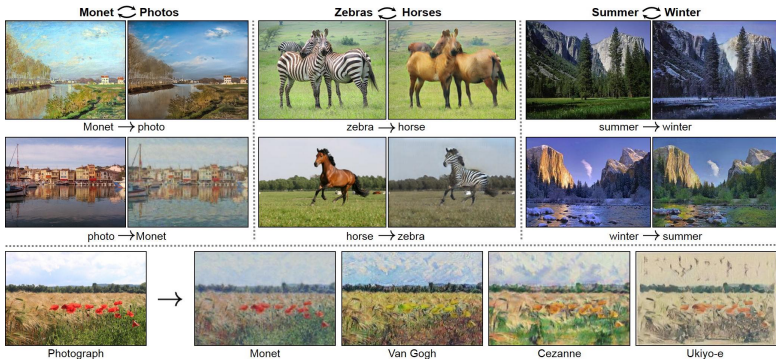 Monet ⟳ Photos
Zebras ⟳ Horses
Summer ⟳ Winter
Monet → photo
zebra → horse
summer → winter
photo → Monet
horse → zebra
winter → summer
Photograph
Monet
Van Gogh
Cezanne
Ukiyo-e